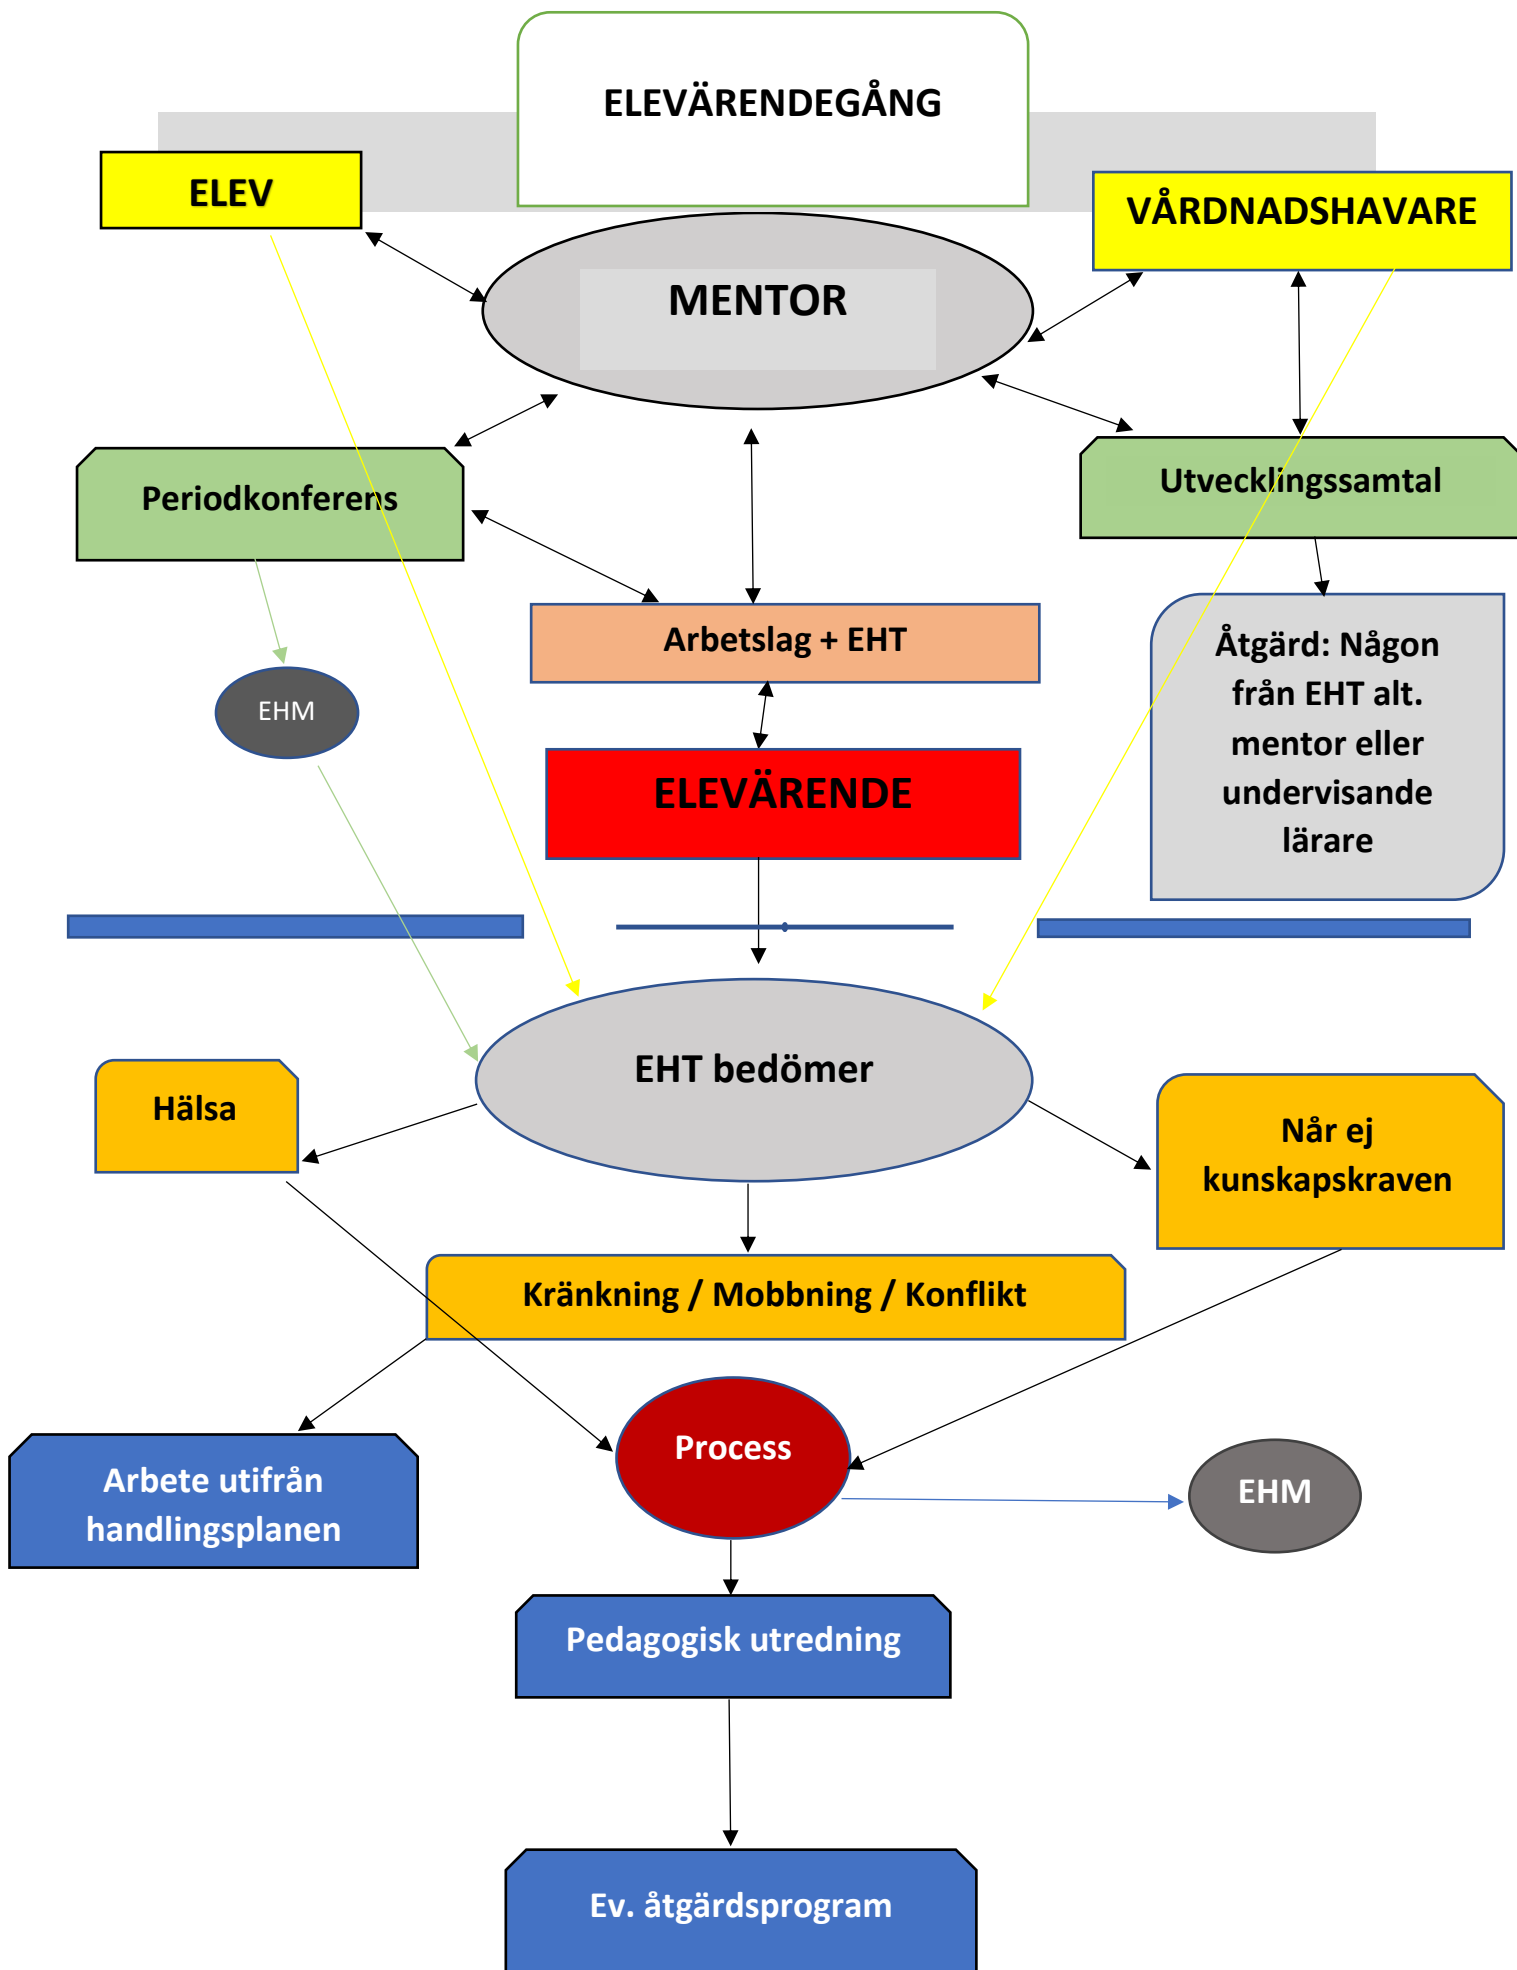 ELEVÄRENDEGÅNG
ELEV
VÅRDNADSHAVARE
MENTOR
Periodkonferens
Utvecklingssamtal
Arbetslag + EHT
Åtgärd: Någon
från EHT alt.
mentor eller
undervisande
lärare
EHM
ELEVÄRENDE
EHT bedömer
Hälsa
Når ej
kunskapskraven
Kränkning / Mobbning / Konflikt
Process
Arbete utifrån
handlingsplanen
EHM
Pedagogisk utredning
Ev. åtgärdsprogram